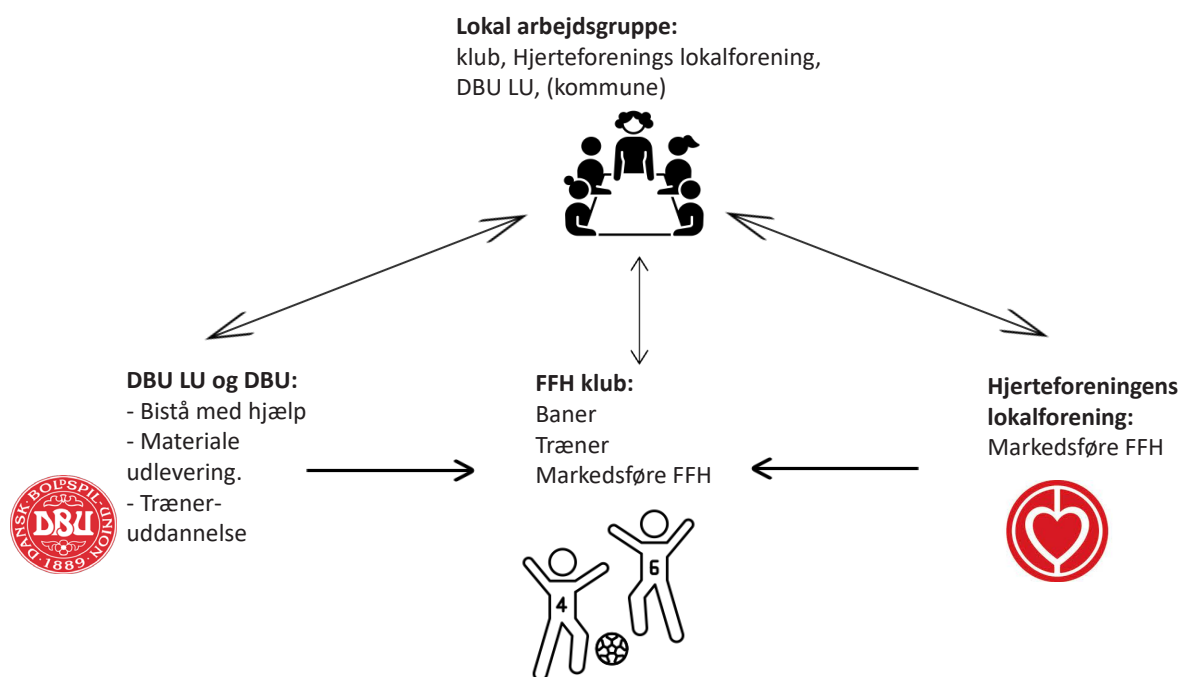 Lokal arbejdsgruppe:
klub, Hjerteforenings lokalforening,
DBU LU, (kommune)
DBU LU og DBU:
- Bistå med hjælp
- Materiale
udlevering.
- Træner-
uddannelse
DANSK·BOLDSPIL·UNION
DBU
·1889·
FFH klub:
Baner
Træner
Markedsføre FFH
4
6
Hjerteforeningens
lokalforening:
Markedsføre FFH